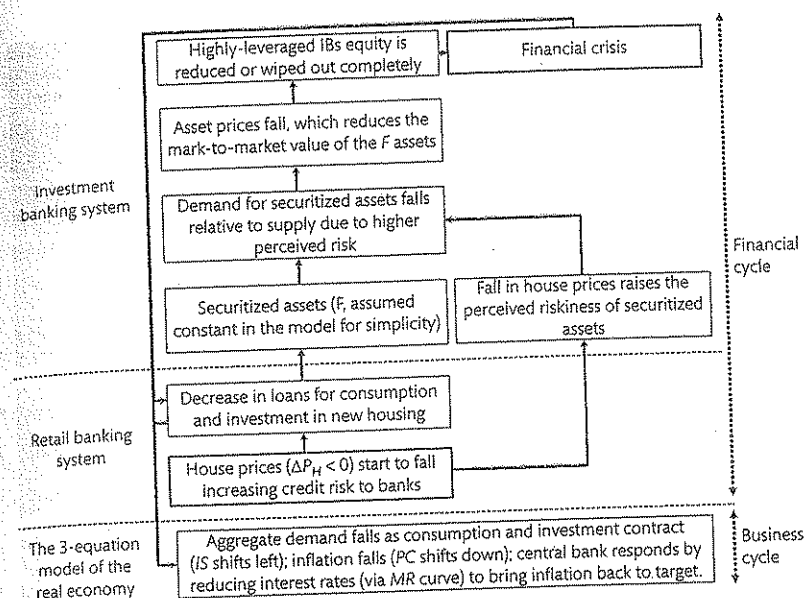 Highly-leveraged IBs equity is
reduced or wiped out completely
Financial crisis
Asset prices fall, which reduces the
mark-to-market value of the F assets
Investment
banking system
Demand for securitized assets falls
relative to supply due to higher
perceived risk
Financial
cycle
Securitized assets (F, assumed
constant in the model for simplicity)
Fall in house prices raises the
perceived riskiness of securitized
assets
Decrease in loans for consumption
and investment in new housing
Retail banking
system
House prices (ΔP_H < 0) start to fall
increasing credit risk to banks
The 3-equation
model of the
real economy
Aggregate demand falls as consumption and investment contract
(IS shifts left); inflation falls (PC shifts down); central bank responds by
reducing interest rates (via MR curve) to bring inflation back to target.
Business
cycle